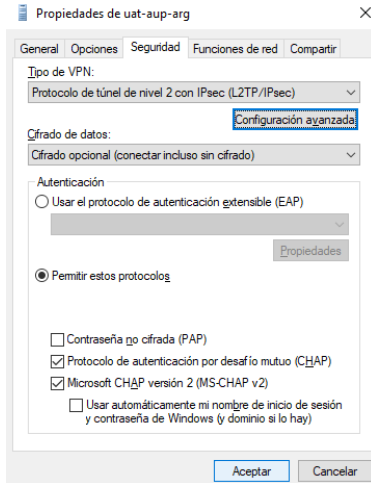 Propiedades de uat-aup-arg
General Opciones Seguridad Funciones de red Compartir
Tipo de VPN:
Protocolo de túnel de nivel 2 con IPsec (L2TP/IPsec)
Configuración avanzada
Cifrado de datos:
Cifrado opcional (conectar incluso sin cifrado)
Autenticación
Usar el protocolo de autenticación extensible (EAP)
Propiedades
Permitir estos protocolos
Contraseña no cifrada (PAP)
Protocolo de autenticación por desafío mutuo (CHAP)
Microsoft CHAP versión 2 (MS-CHAP v2)
Usar automáticamente mi nombre de inicio de sesión
y contraseña de Windows (y dominio si lo hay)
Aceptar Cancelar